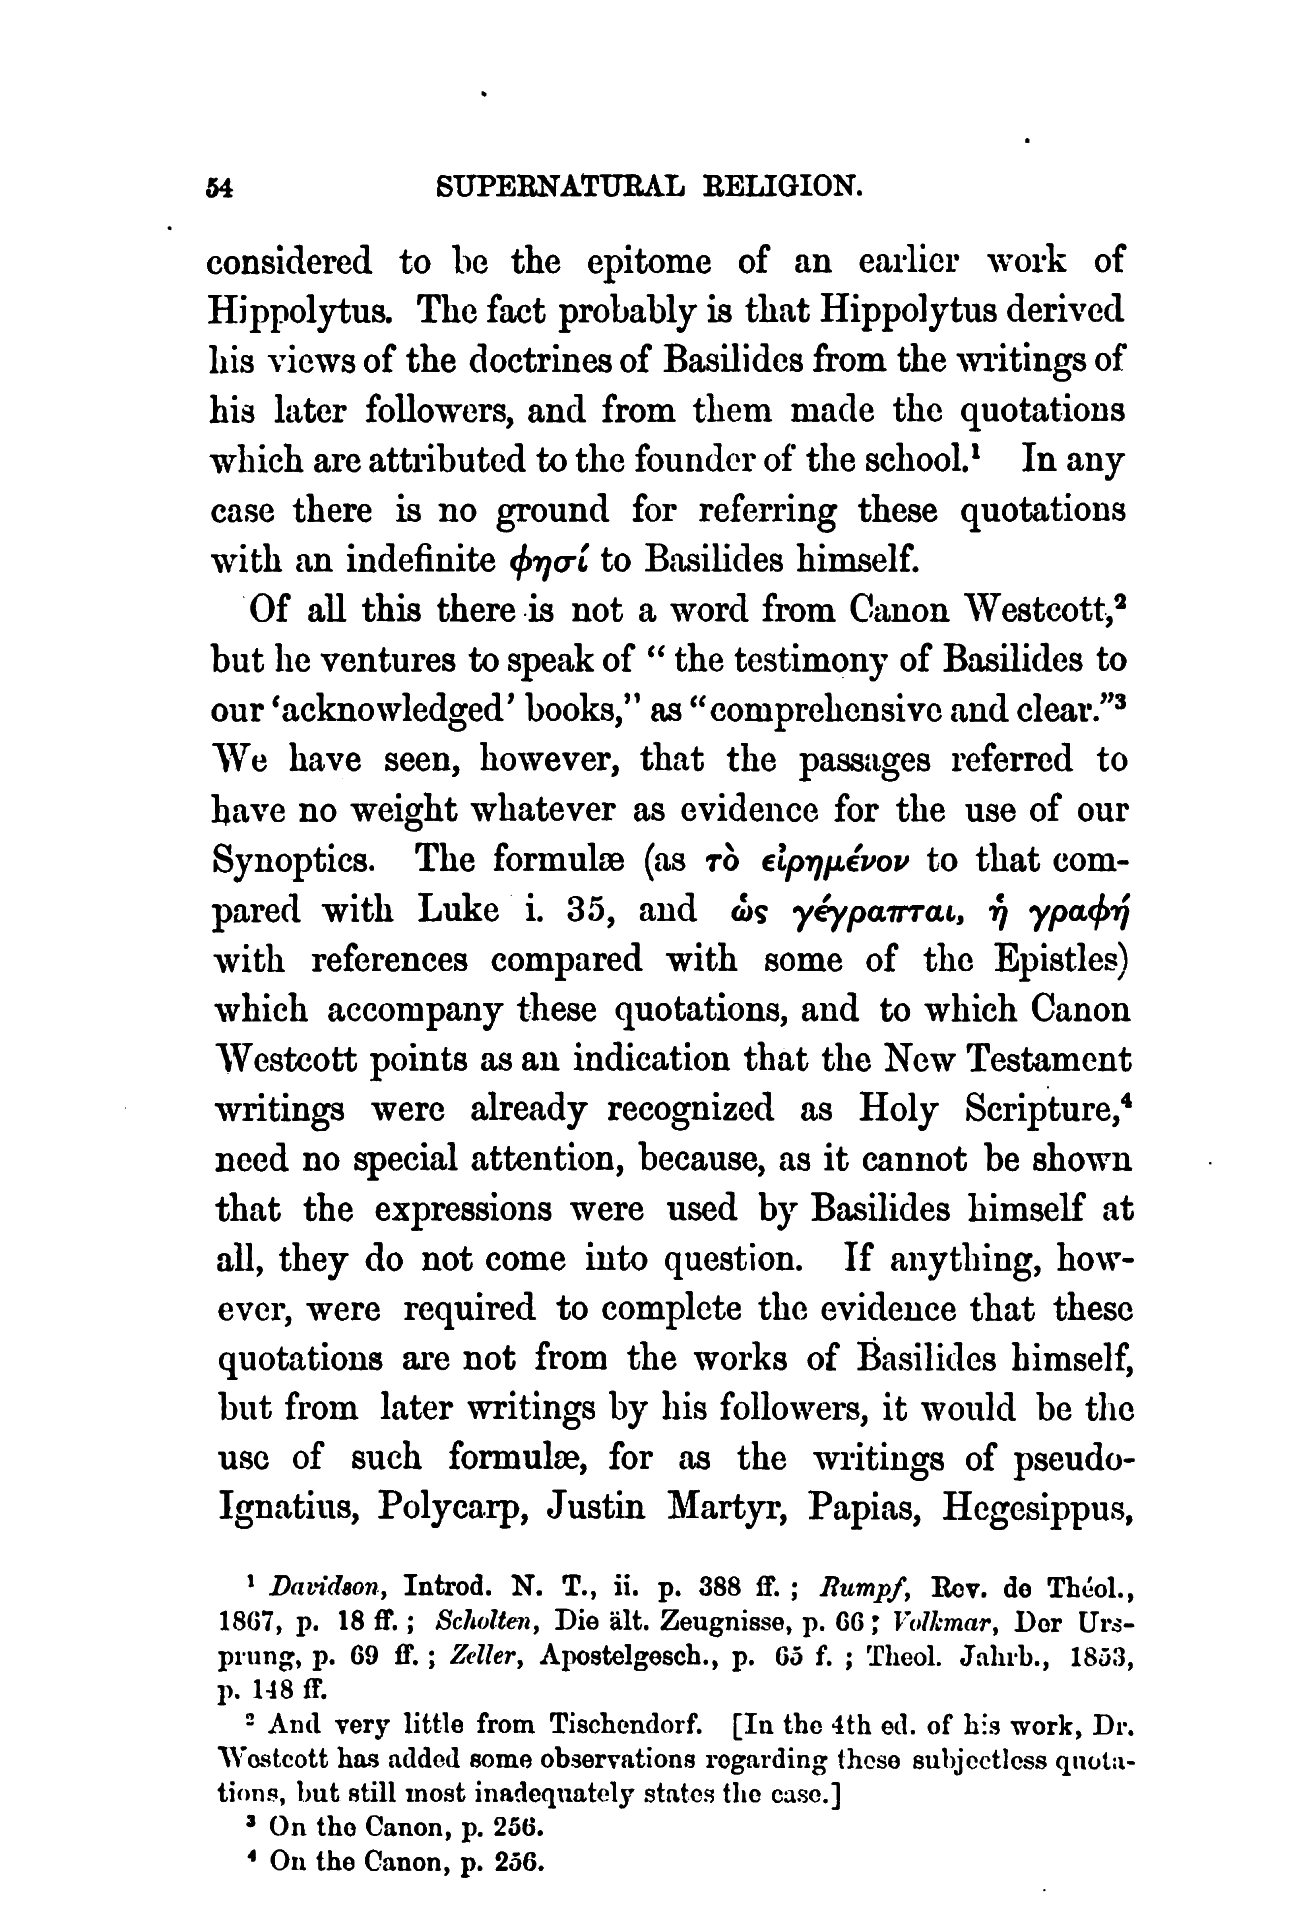 54 SUPERNATURAL RELIGION.
considered to be the epitome of an earlier work of
Hippolytus. The fact probably is that Hippolytus derived
his views of the doctrines of Basilides from the writings of
his later followers, and from them made the quotations
which are attributed to the founder of the school.¹ In any
case there is no ground for referring these quotations
with an indefinite φησί to Basilides himself.
Of all this there is not a word from Canon Westcott,²
but he ventures to speak of “ the testimony of Basilides to
our ‘acknowledged’ books,” as “comprehensive and clear.”³
We have seen, however, that the passages referred to
have no weight whatever as evidence for the use of our
Synoptics. The formulæ (as τὸ εἰρημένον to that com-
pared with Luke i. 35, and ὡς γέγραπται, ἡ γραφή
with references compared with some of the Epistles)
which accompany these quotations, and to which Canon
Westcott points as an indication that the New Testament
writings were already recognized as Holy Scripture,⁴
need no special attention, because, as it cannot be shown
that the expressions were used by Basilides himself at
all, they do not come into question. If anything, how-
ever, were required to complete the evidence that these
quotations are not from the works of Basilides himself,
but from later writings by his followers, it would be the
use of such formulæ, for as the writings of pseudo-
Ignatius, Polycarp, Justin Martyr, Papias, Hegesippus,
¹ Davidson, Introd. N. T., ii. p. 388 ff. ; Rumpf, Rev. de Théol.,
1867, p. 18 ff. ; Scholten, Die ält. Zeugnisse, p. 66 ; Volkmar, Der Urs-
prung, p. 69 ff. ; Zeller, Apostelgesch., p. 65 f. ; Theol. Jahrb., 1853,
p. 148 ff.
² And very little from Tischendorf. [In the 4th ed. of his work, Dr.
Westcott has added some observations regarding these subjectless quota-
tions, but still most inadequately states the case.]
³ On the Canon, p. 256.
⁴ On the Canon, p. 256.